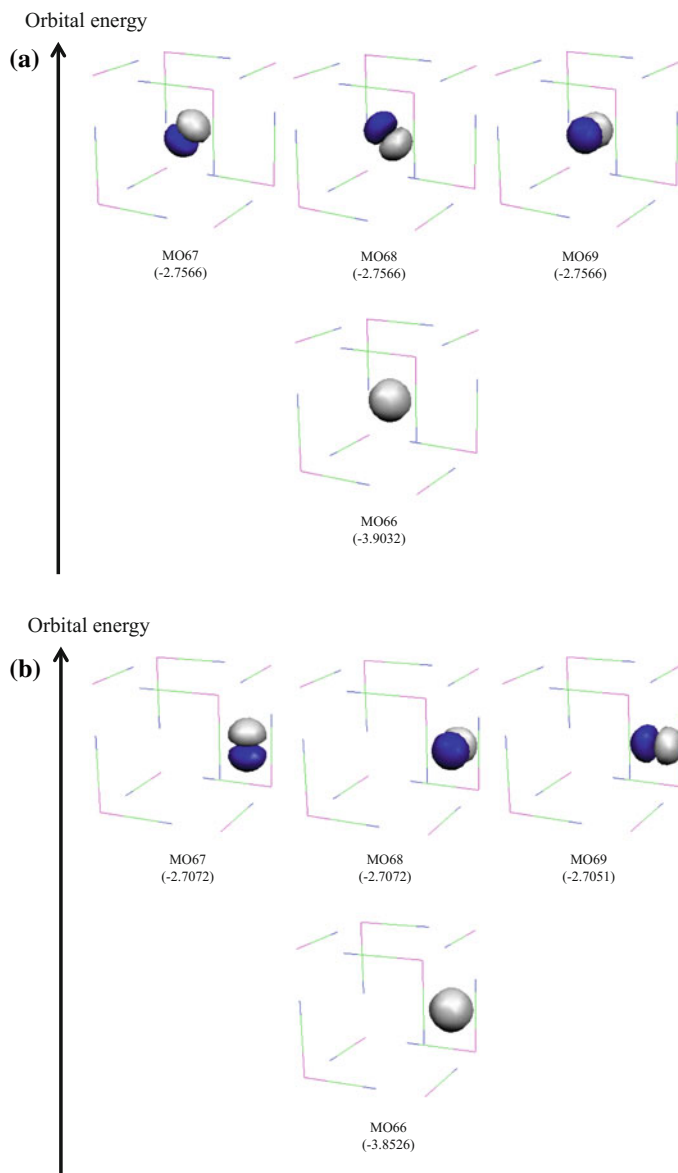 Orbital energy
(a)
MO67 MO68 MO69
(-2.7566) (-2.7566) (-2.7566)
MO66
(-3.9032)
Orbital energy
(b)
MO67 MO68 MO69
(-2.7072) (-2.7072) (-2.7051)
MO66
(-3.8526)